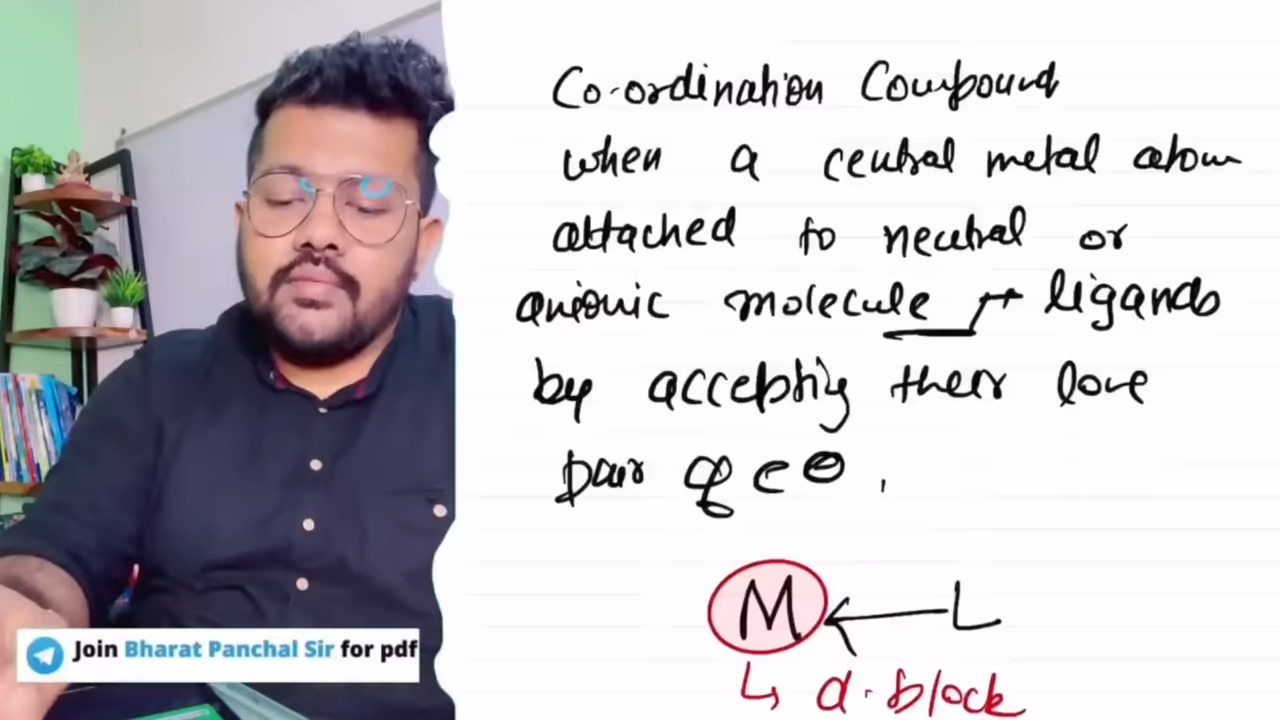 Co-ordination Compound
when a central metal atom
attached to neutral or
anionic molecule → ligands
by accepting their lone
pair of e⊖.
M ← L
↳ d-block
Join Bharat Panchal Sir for pdf